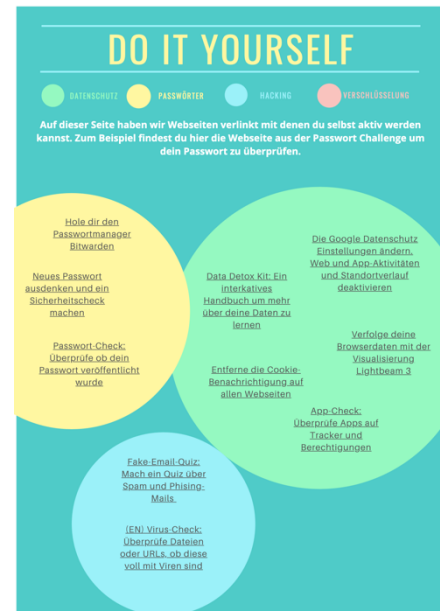 DO IT YOURSELF
DATENSCHUTZ PASSWÖRTER HACKING VERSCHLÜSSELUNG
Auf dieser Seite haben wir Webseiten verlinkt mit denen du selbst aktiv werden
kannst. Zum Beispiel findest du hier die Webseite aus der Passwort Challenge um
dein Passwort zu überprüfen.
Hole dir den
Passwortmanager
Bitwarden
Neues Passwort
ausdenken und ein
Sicherheitscheck
machen
Passwort-Check:
Überprüfe ob dein
Passwort veröffentlicht
wurde
Die Google Datenschutz
Einstellungen ändern.
Web und App-Aktivitäten
und Standortverlauf
deaktivieren
Data Detox Kit: Ein
interkatives
Handbuch um mehr
über deine Daten zu
lernen
Verfolge deine
Browserdaten mit der
Visualisierung
Lightbeam 3
Entferne die Cookie-
Benachrichtigung auf
allen Webseiten
App-Check:
Überprüfe Apps auf
Tracker und
Berechtigungen
Fake-Email-Quiz:
Mach ein Quiz über
Spam und Phising-
Mails
(EN) Virus-Check:
Überprüfe Dateien
oder URLs, ob diese
voll mit Viren sind